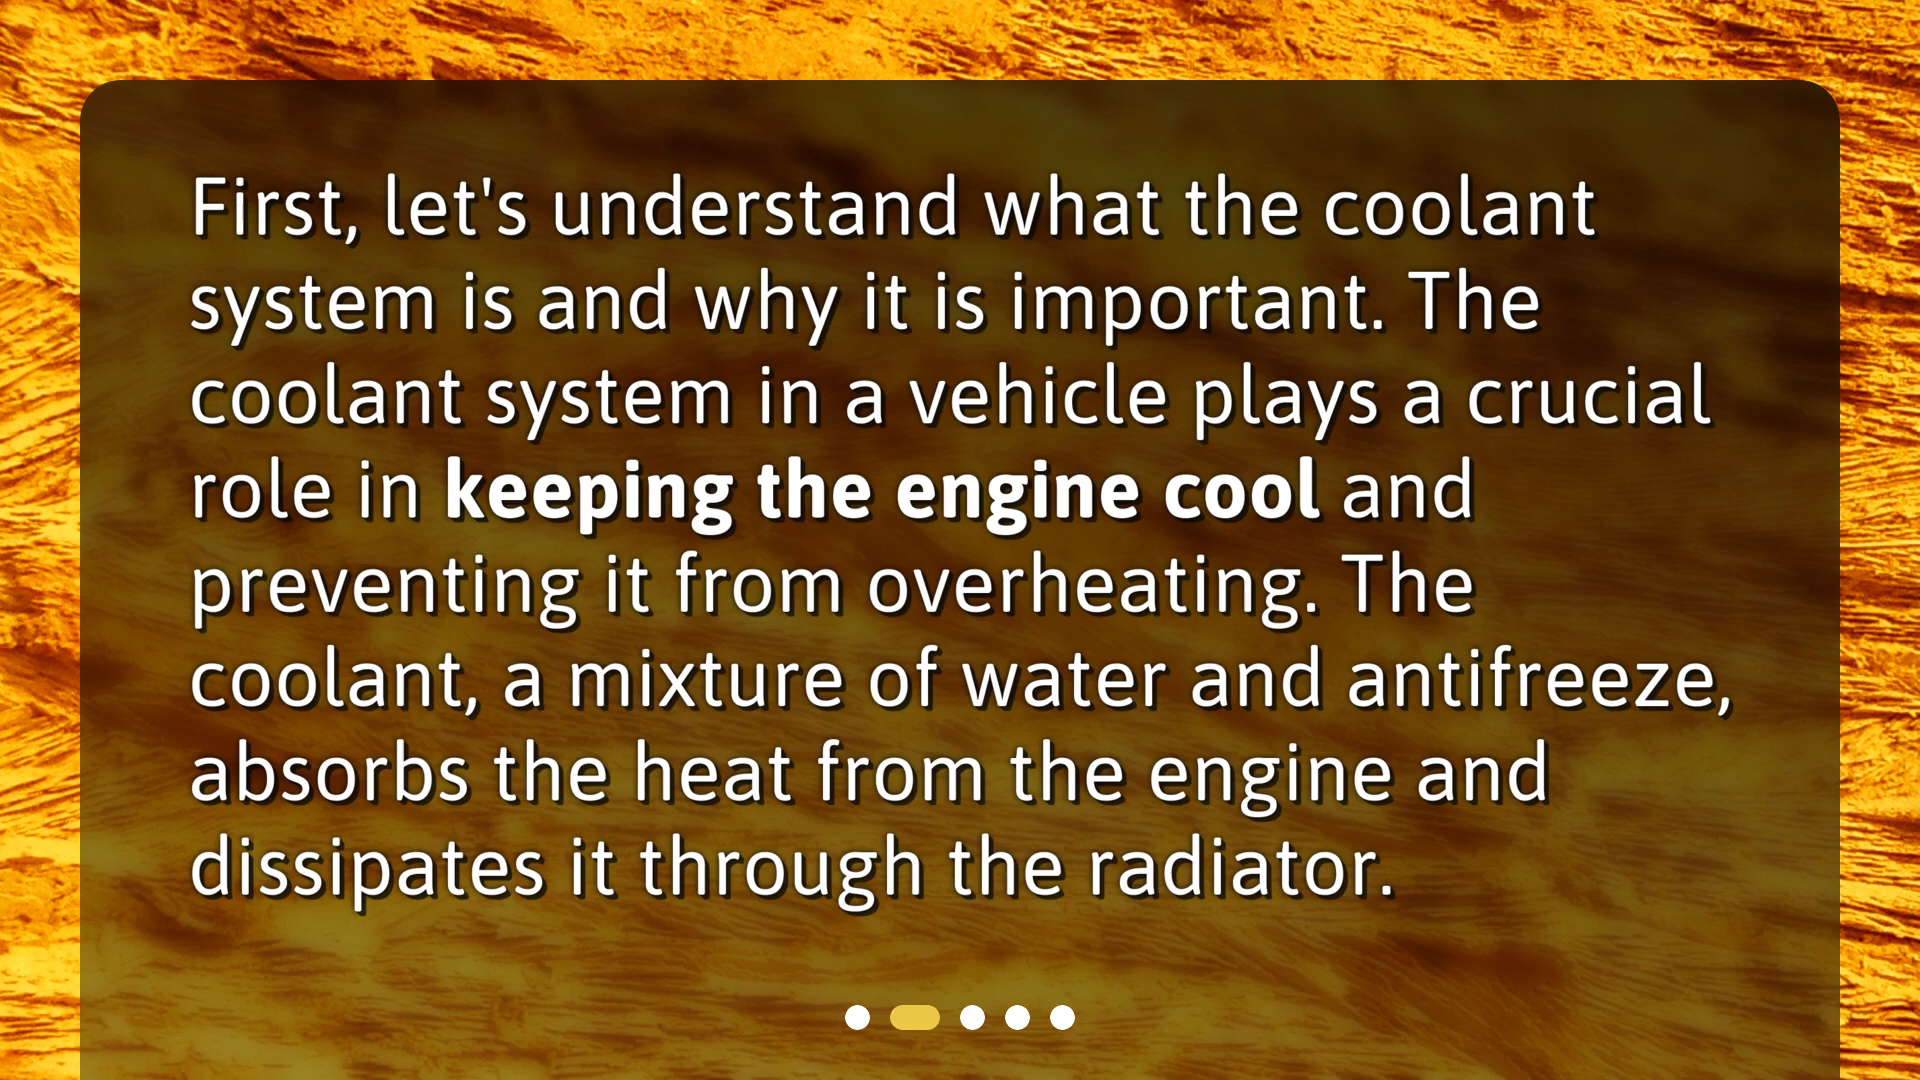 First, let's understand what the coolant
system is and why it is important. The
coolant system in a vehicle plays a crucial
role in keeping the engine cool and
preventing it from overheating. The
coolant, a mixture of water and antifreeze,
absorbs the heat from the engine and
dissipates it through the radiator.